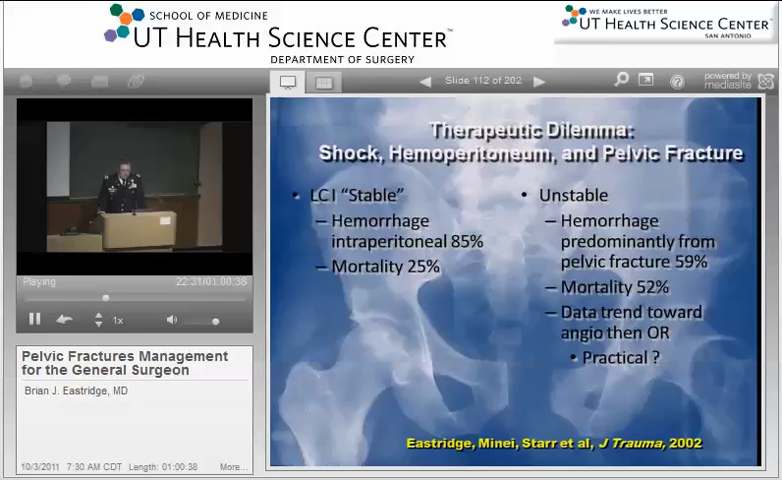 SCHOOL OF MEDICINE
UT HEALTH SCIENCE CENTER™
DEPARTMENT OF SURGERY
WE MAKE LIVES BETTER
UT HEALTH SCIENCE CENTER
SAN ANTONIO
Slide 112 of 202
powered by
mediasite
Therapeutic Dilemma:
Shock, Hemoperitoneum, and Pelvic Fracture
• LC I “Stable”
– Hemorrhage
intraperitoneal 85%
– Mortality 25%
• Unstable
– Hemorrhage
predominantly from
pelvic fracture 59%
– Mortality 52%
– Data trend toward
angio then OR
• Practical ?
Eastridge, Minei, Starr et al, J Trauma, 2002
Playing
22:31/01:00:38
1x
Pelvic Fractures Management
for the General Surgeon
Brian J. Eastridge, MD
10/3/2011 7:30 AM CDT Length: 01:00:38 More...